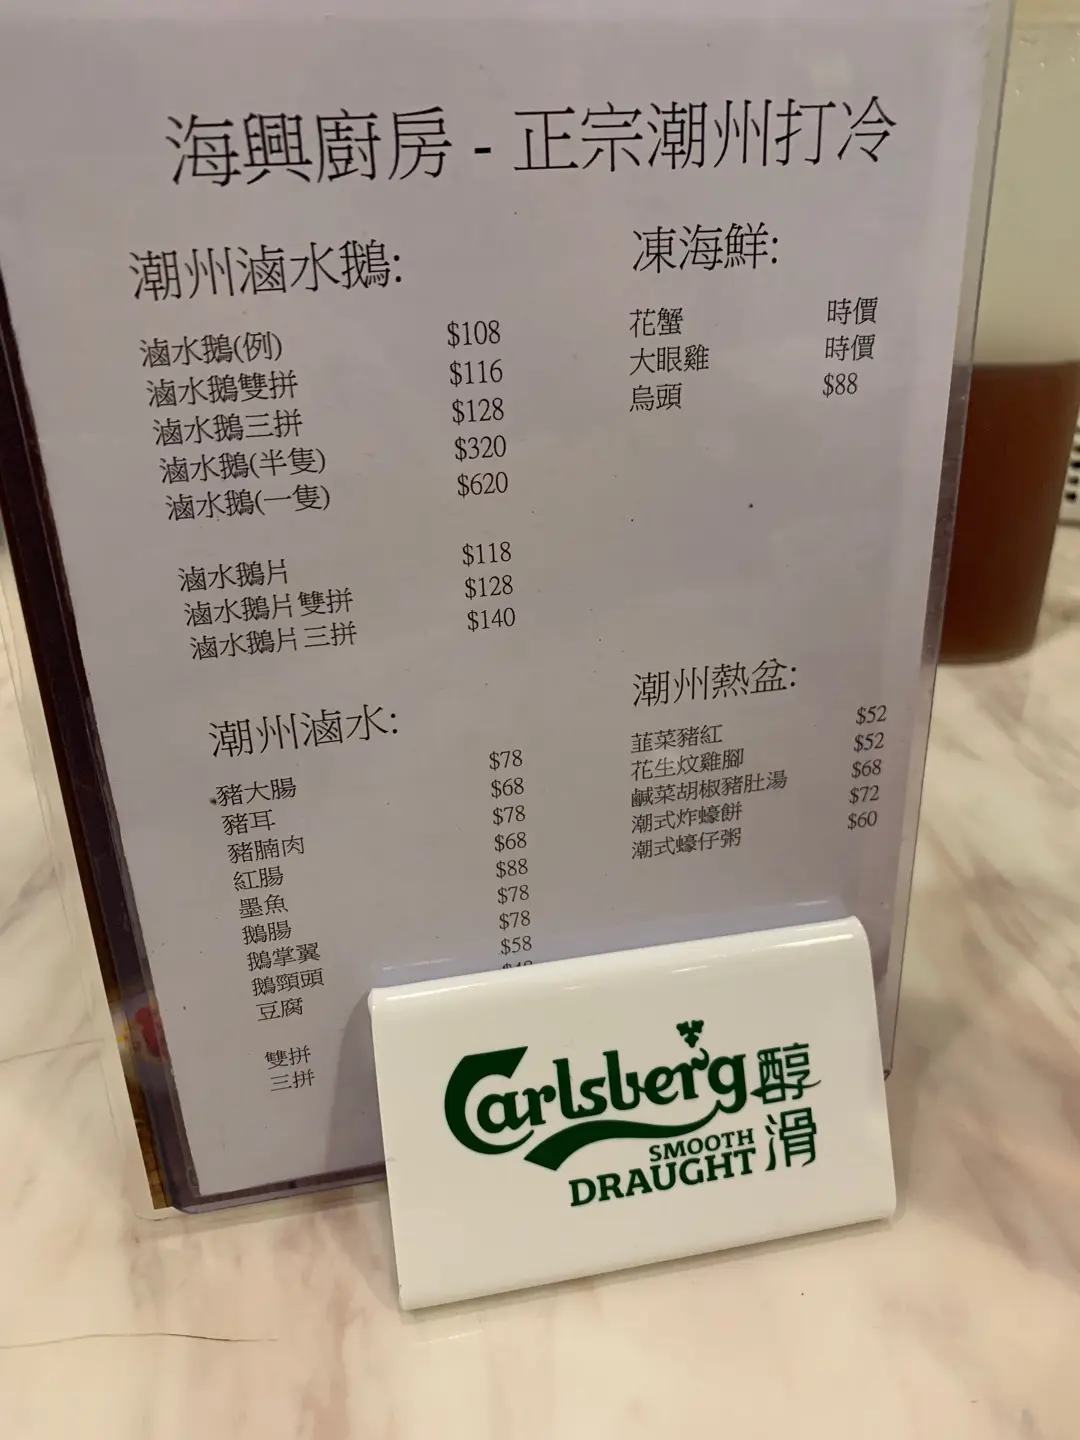 海興廚房 - 正宗潮州打冷
潮州滷水鵝:
滷水鵝(例) $108
滷水鵝雙拼 $116
滷水鵝三拼 $128
滷水鵝(半隻) $320
滷水鵝(一隻) $620
滷水鵝片 $118
滷水鵝片雙拼 $128
滷水鵝片三拼 $140
潮州滷水:
豬大腸 $78
豬耳 $68
豬腩肉 $78
紅腸 $68
墨魚 $88
鵝腸 $78
鵝掌翼 $78
鵝頸頭 $58
豆腐
雙拼
三拼
凍海鮮:
花蟹 時價
大眼雞 時價
烏頭 $88
潮州熱盆:
韮菜豬紅 $52
花生炆雞腳 $52
鹹菜胡椒豬肚湯 $68
潮式炸蠔餅 $72
潮式蠔仔粥 $60
Carlsberg 醇滑
SMOOTH
DRAUGHT